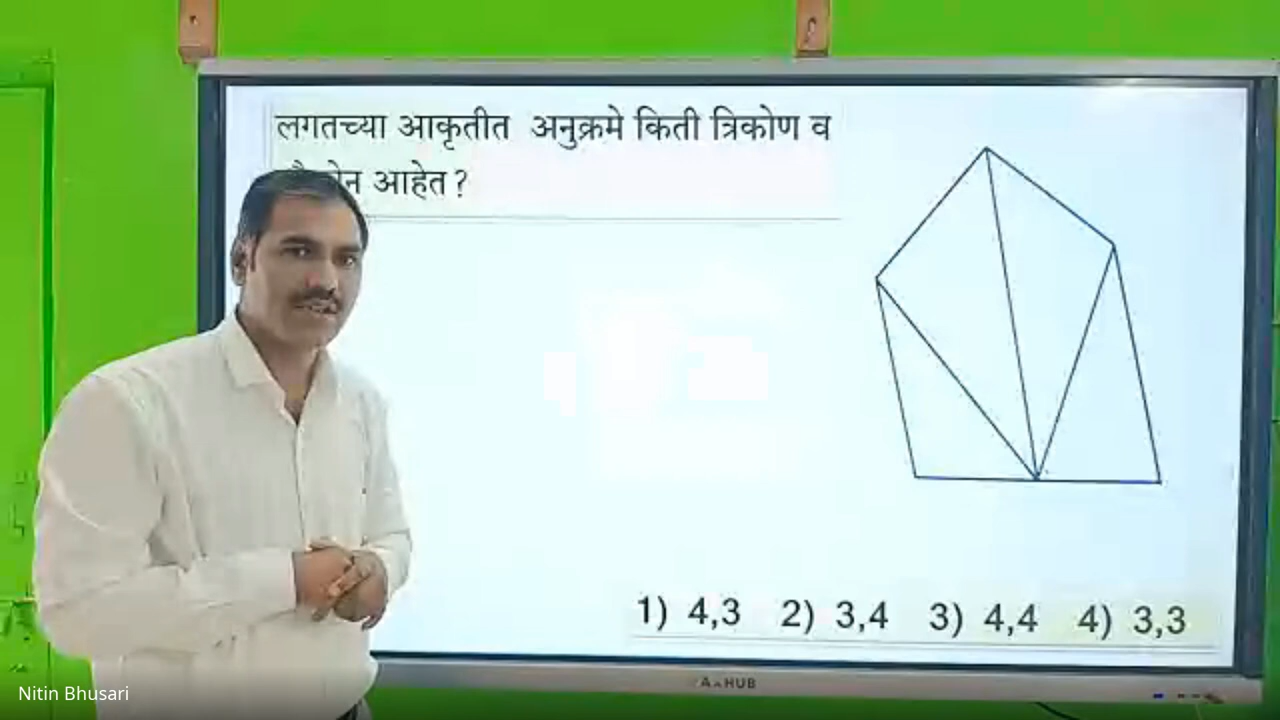 लगतच्या आकृतीत अनुक्रमे किती त्रिकोण व
आहेत ?
1) 4,3 2) 3,4 3) 4,4 4) 3,3
HUB
Nitin Bhusari